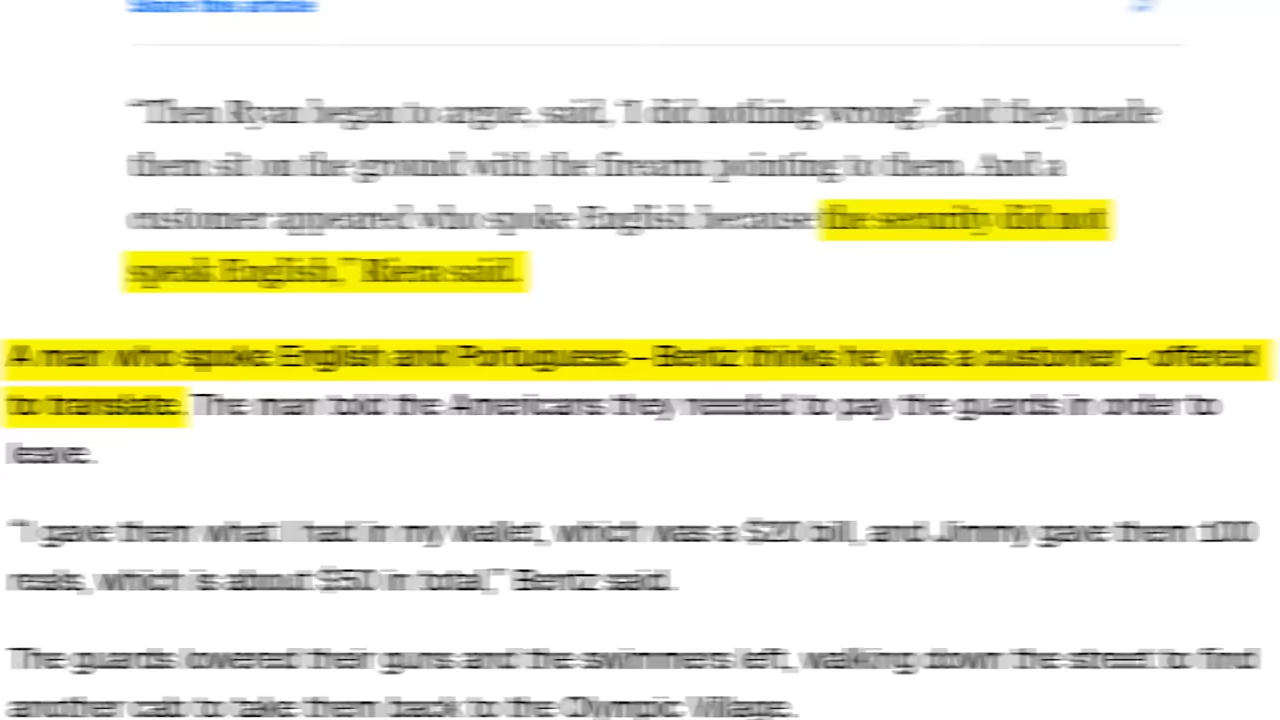 Share this article
"Then Ryan began to argue, said, 'I did nothing wrong', and they made
them sit on the ground with the firearm pointing to them. And a
customer appeared who spoke English because the security did not
speak English," Riera said.
A man who spoke English and Portuguese – Bentz thinks he was a customer – offered
to translate. The man told the Americans they needed to pay the guards in order to
leave.
"I gave them what I had in my wallet, which was a $20 bill, and Jimmy gave them 100
reals, which is about $50 in total," Bentz said.
The guards lowered their guns and the swimmers left, walking down the street to find
another cab to take them back to the Olympic Village.